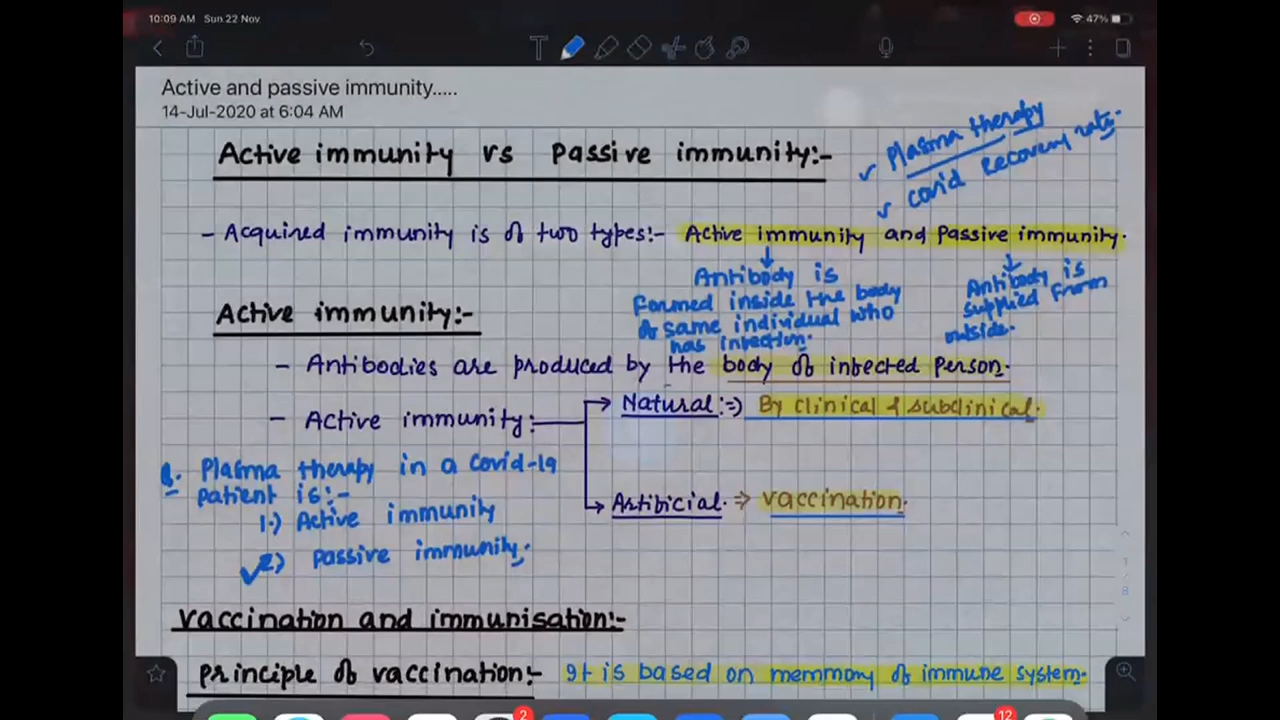 10:09 AM Sun 22 Nov
47%
Active and passive immunity.....
14-Jul-2020 at 6:04 AM
Active immunity vs Passive immunity:-
✓ Plasma therapy
✓ covid Recovery rate.
- Acquired immunity is of two types:- Active immunity and Passive immunity.
↓
Antibody is
formed inside the body
of same individual who
has infection.
↓
Antibody is
supplied from
outside.
Active immunity:-
- Antibodies are produced by the body of infected Person.
- Active immunity:-
→ Natural:⇒ By clinical & subclinical.
→ Artificial. ⇒ vaccination.
Q. Plasma therapy in a Covid-19
patient is:-
1.) Active immunity
✓2) Passive immunity.
vaccination and immunisation:-
principle of vaccination:- It is based on memmory of immune system.
1
8
2
12